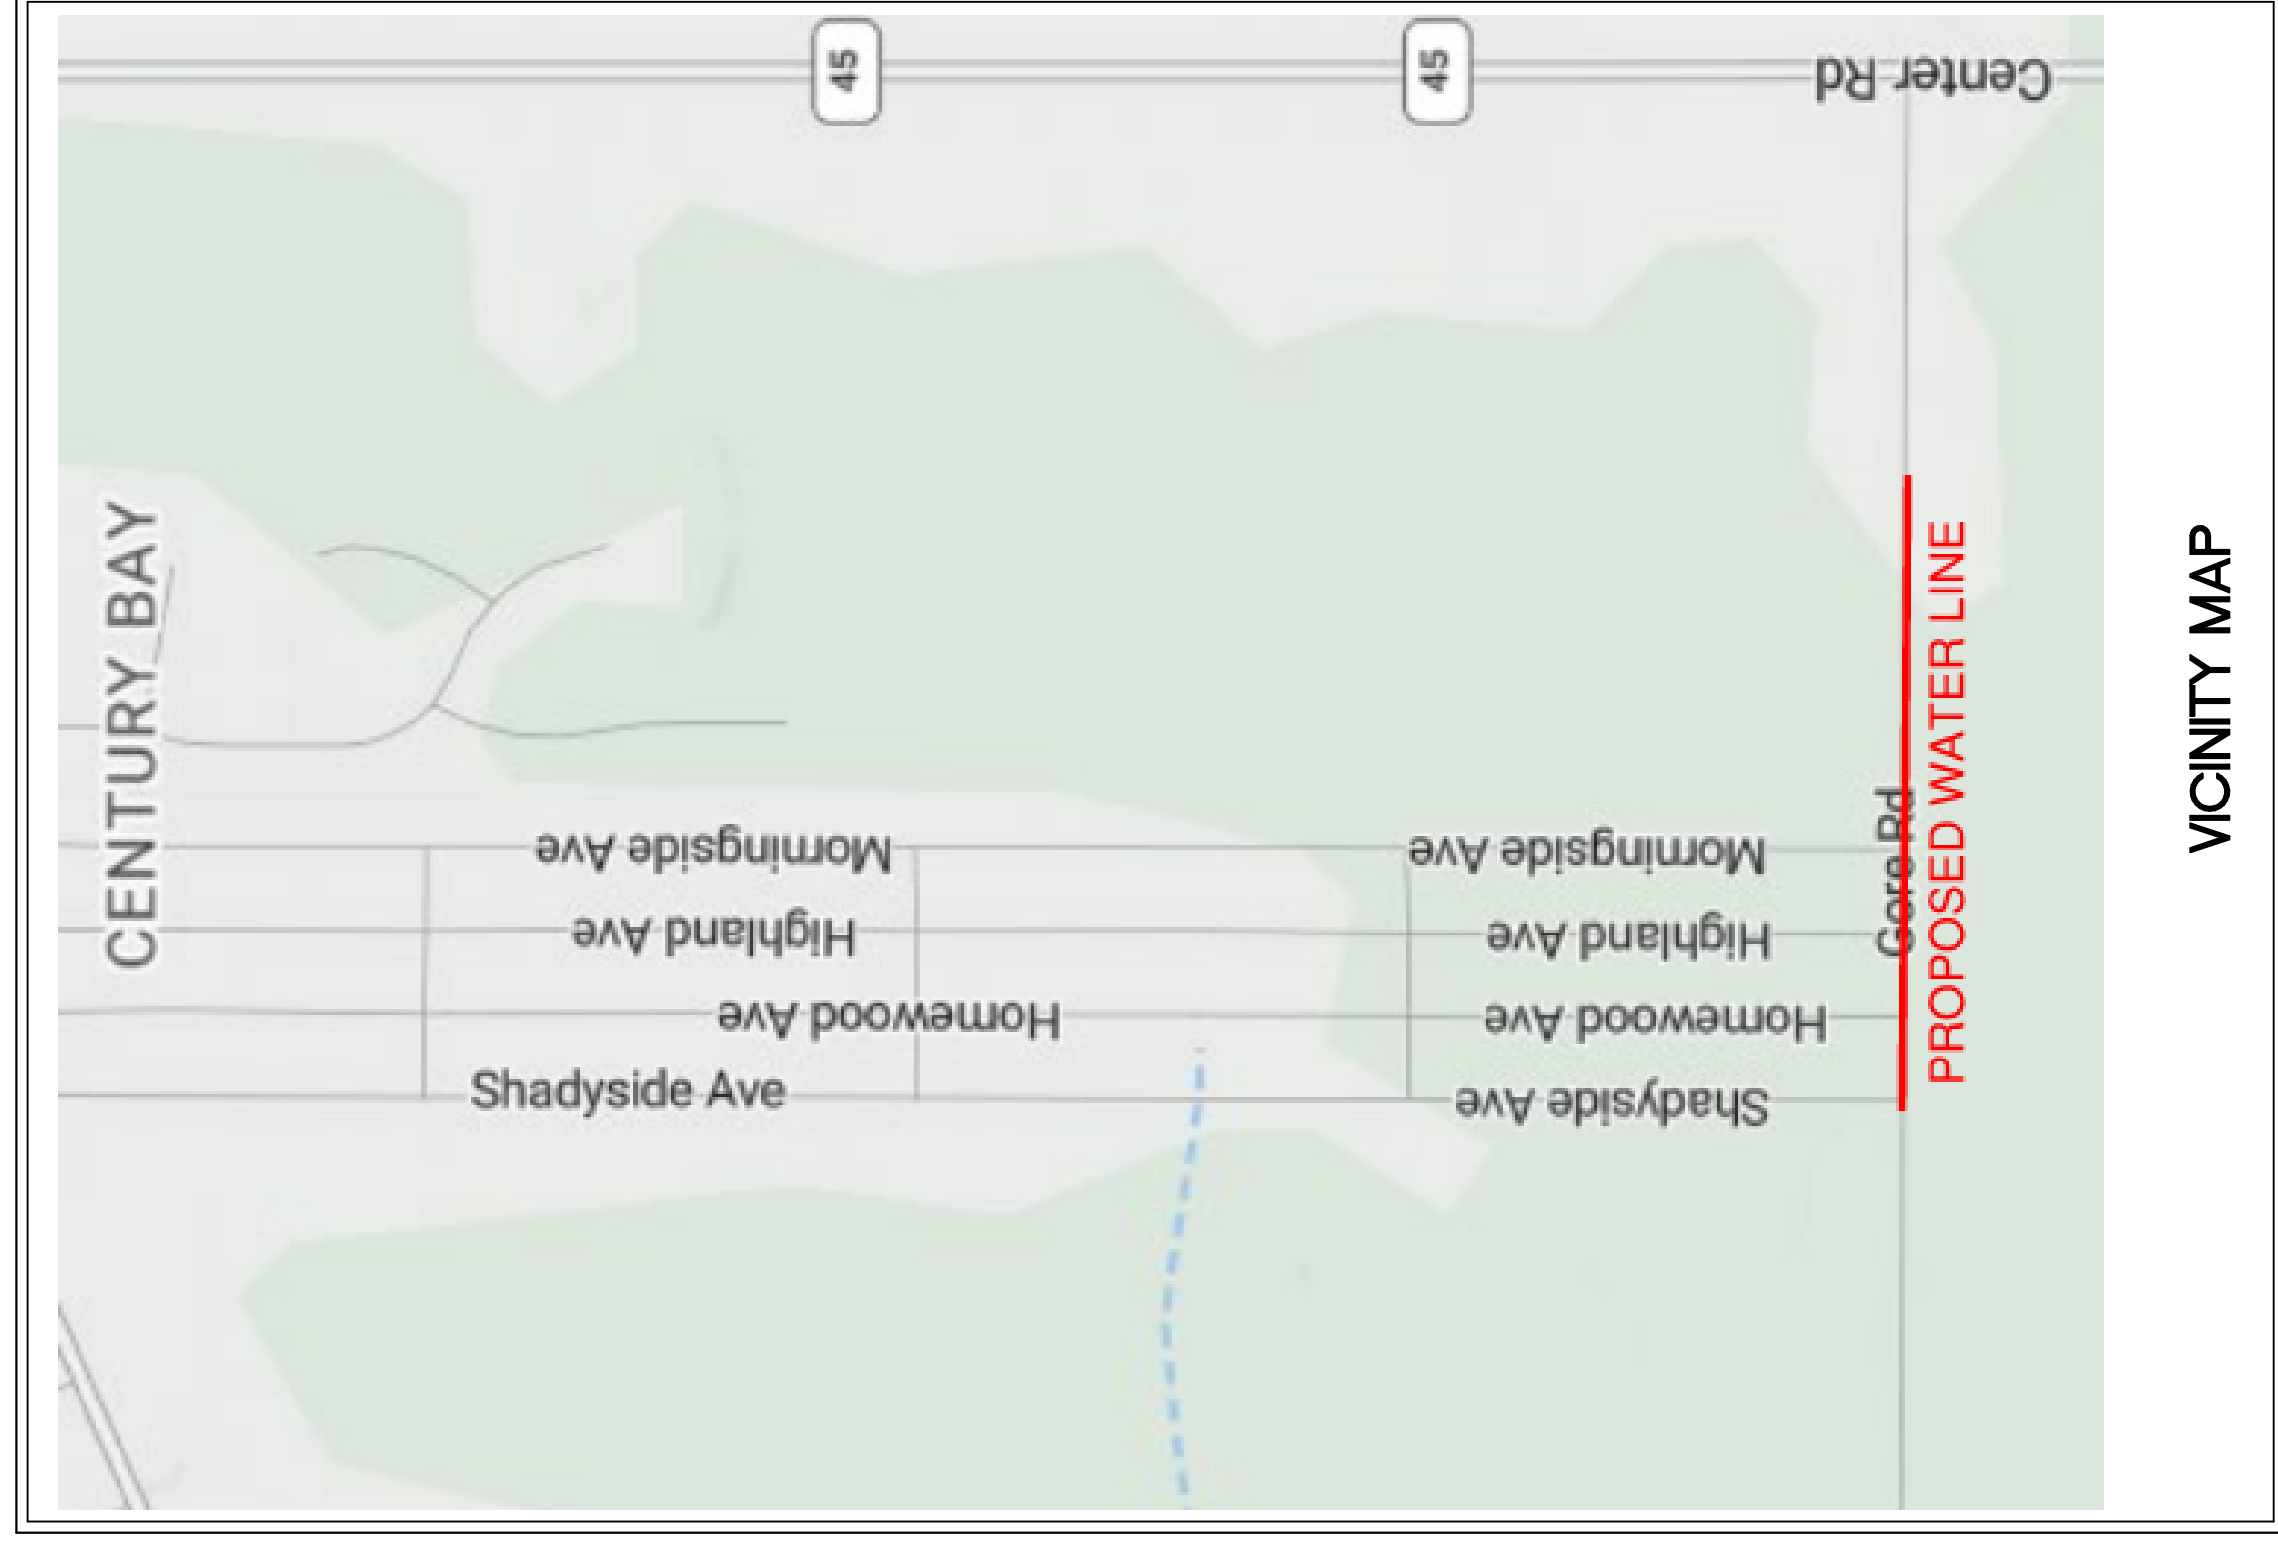 45
45
Center Rd
CENTURY BAY
Morningside Ave
Morningside Ave
Highland Ave
Highland Ave
Homewood Ave
Homewood Ave
Shadyside Ave
Shadyside Ave
Gore Rd
PROPOSED WATER LINE
VICINITY MAP